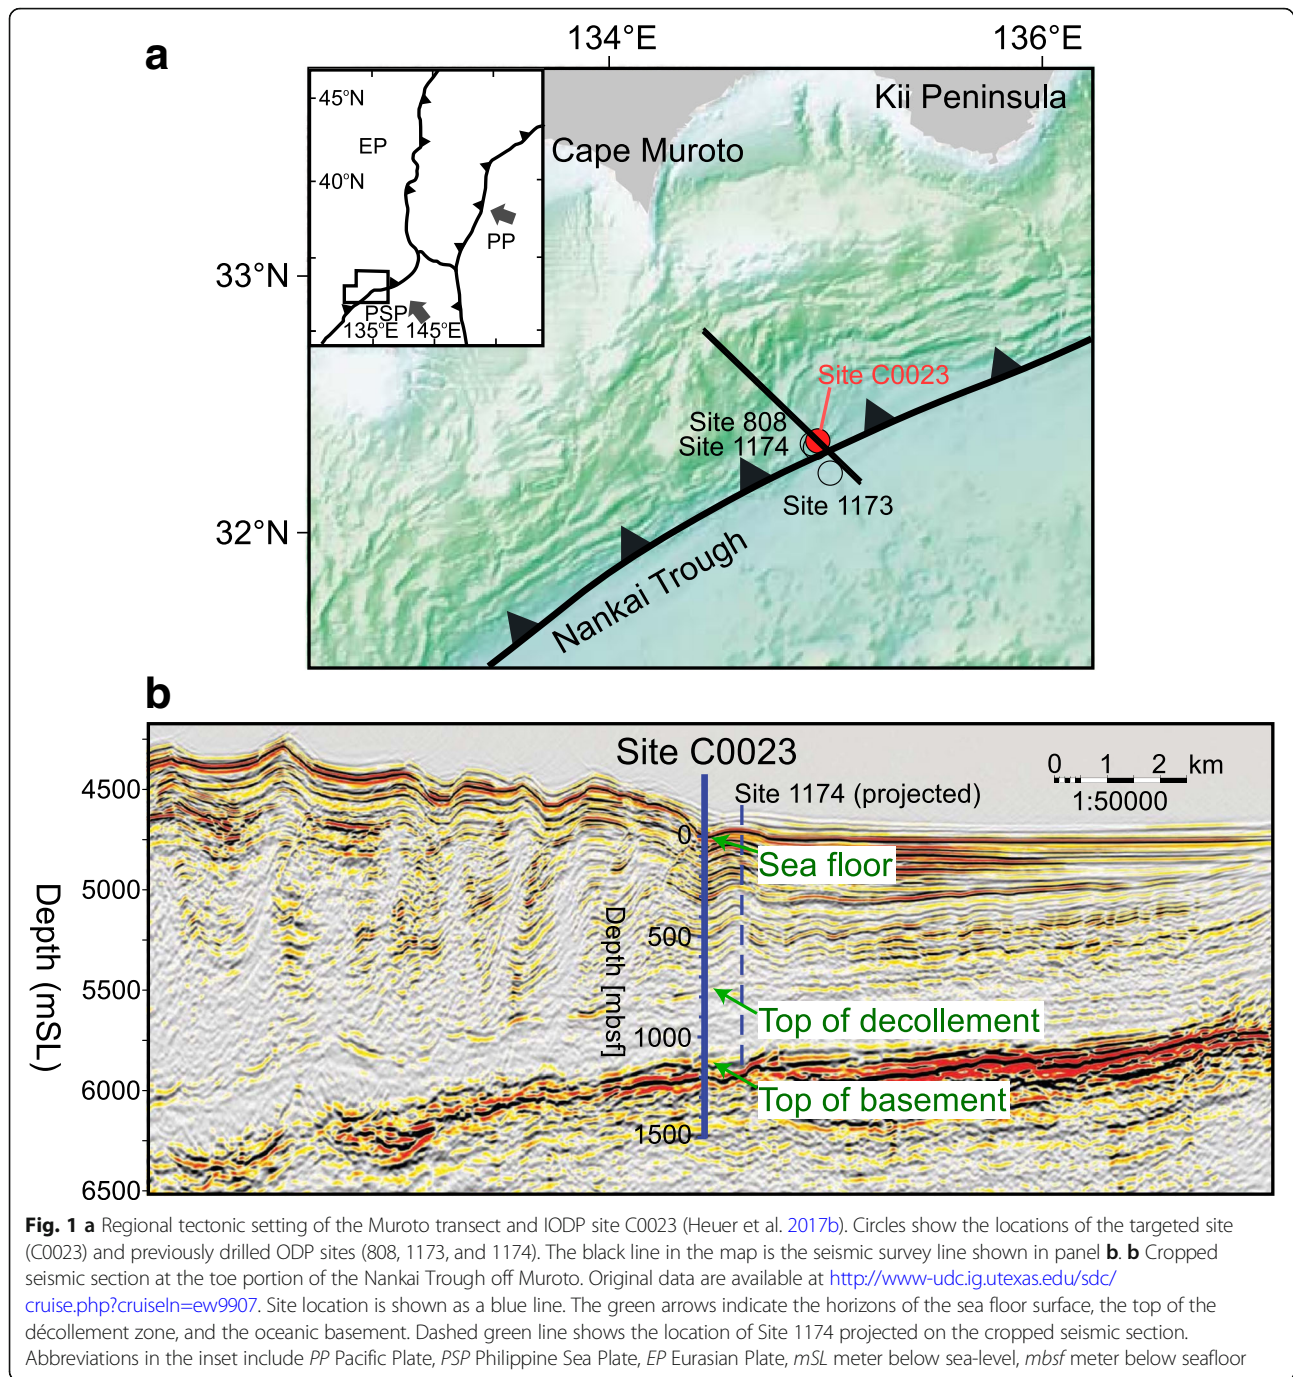 a
134°E
136°E
Kii Peninsula
45°N
EP
Cape Muroto
40°N
PP
33°N
PSP
135°E 145°E
Site C0023
Site 808
Site 1174
Site 1173
32°N
Nankai Trough
b
Site C0023
0 1 2 km
4500
Site 1174 (projected)
1:50000
0
Sea floor
5000
Depth (mSL)
Depth [mbsf]
500
5500
Top of decollement
1000
6000
Top of basement
1500
6500
Fig. 1 a Regional tectonic setting of the Muroto transect and IODP site C0023 (Heuer et al. 2017b). Circles show the locations of the targeted site
(C0023) and previously drilled ODP sites (808, 1173, and 1174). The black line in the map is the seismic survey line shown in panel b. b Cropped
seismic section at the toe portion of the Nankai Trough off Muroto. Original data are available at http://www-udc.ig.utexas.edu/sdc/
cruise.php?cruiseIn=ew9907. Site location is shown as a blue line. The green arrows indicate the horizons of the sea floor surface, the top of the
décollement zone, and the oceanic basement. Dashed green line shows the location of Site 1174 projected on the cropped seismic section.
Abbreviations in the inset include PP Pacific Plate, PSP Philippine Sea Plate, EP Eurasian Plate, mSL meter below sea-level, mbsf meter below seafloor